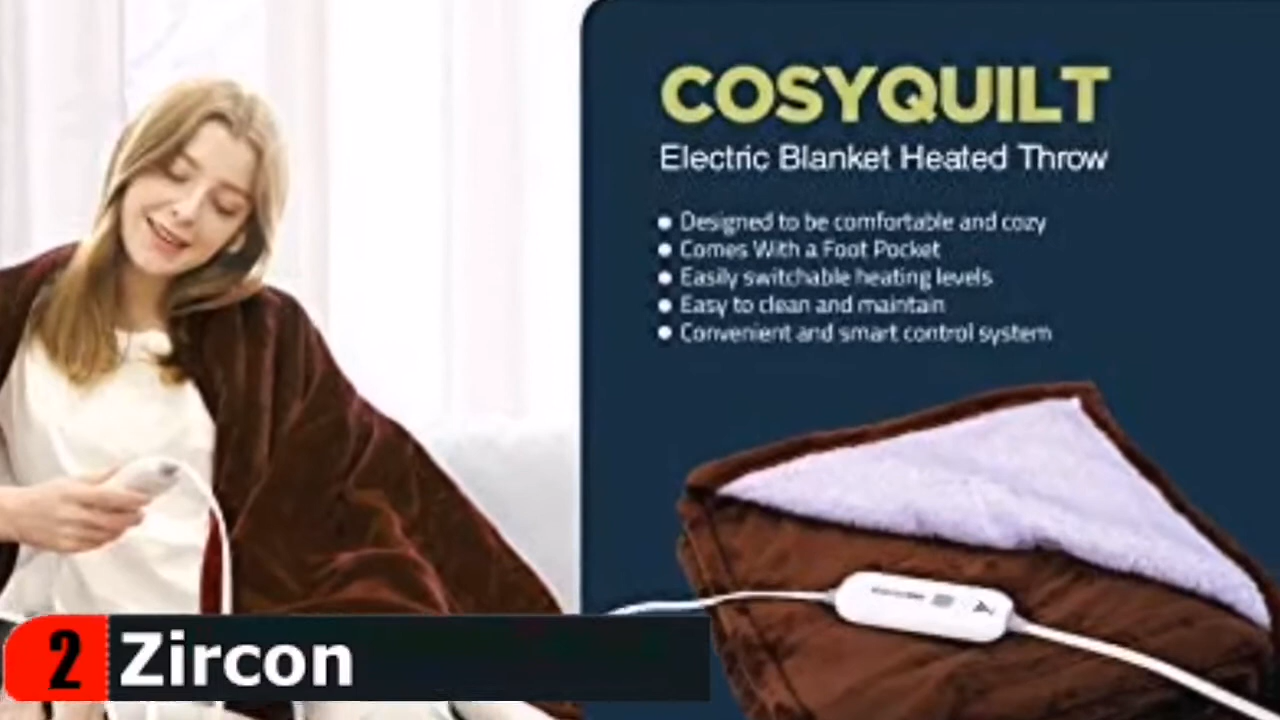 COSYQUILT
Electric Blanket Heated Throw
Designed to be comfortable and cozy
Comes With a Foot Pocket
Easily switchable heating levels
Easy to clean and maintain
Convenient and smart control system
2 Zircon